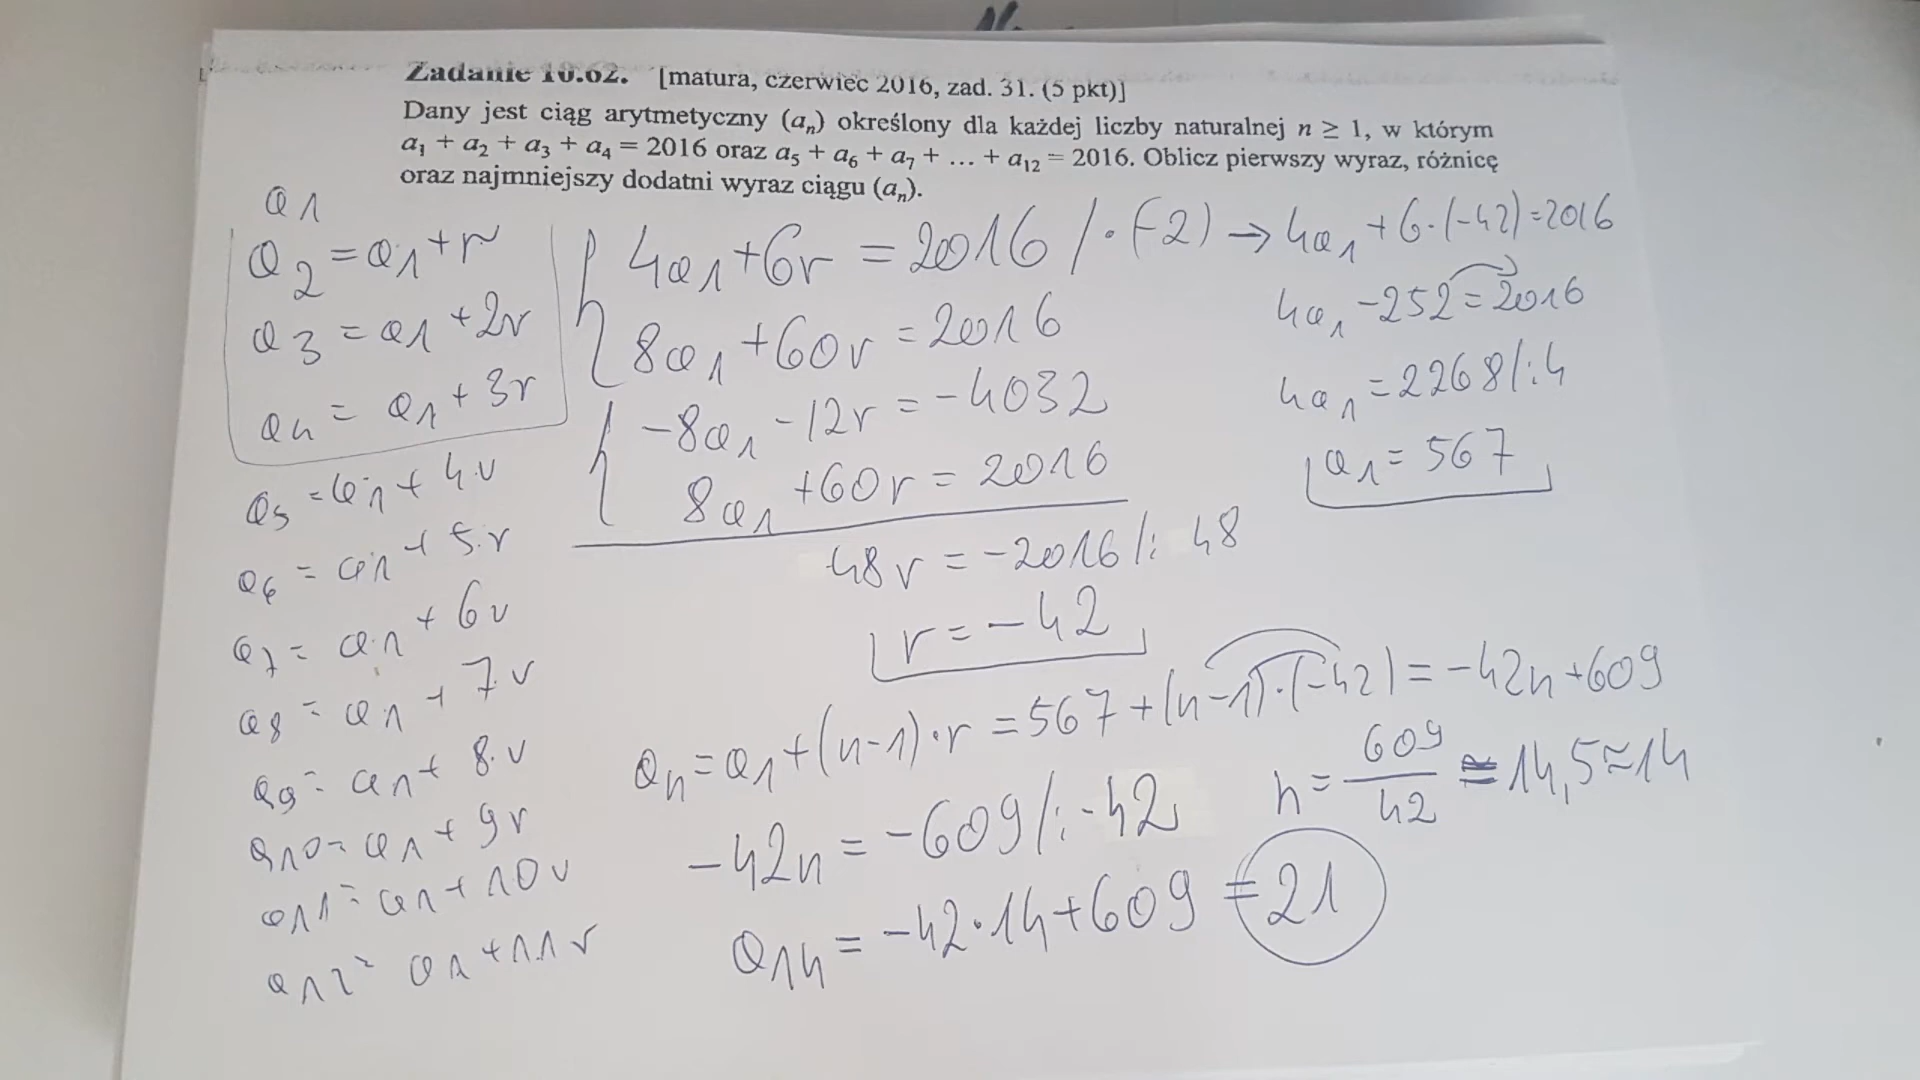 Zadanie 10.62. [matura, czerwiec 2016, zad. 31. (5 pkt)]
Dany jest ciąg arytmetyczny (aₙ) określony dla każdej liczby naturalnej n ≥ 1, w którym
a₁ + a₂ + a₃ + a₄ = 2016 oraz a₅ + a₆ + a₇ + ... + a₁₂ = 2016. Oblicz pierwszy wyraz, różnicę
oraz najmniejszy dodatni wyraz ciągu (aₙ).
a₁
a₂ = a₁ + r
a₃ = a₁ + 2r
a₄ = a₁ + 3r
a₅ = a₁ + 4r
a₆ = a₁ + 5r
a₇ = a₁ + 6r
a₈ = a₁ + 7r
a₉ = a₁ + 8r
a₁₀ = a₁ + 9r
a₁₁ = a₁ + 10r
a₁₂ = a₁ + 11r
4a₁ + 6r = 2016 / · (-2) → 4a₁ + 6·(-42) = 2016
8a₁ + 60r = 2016
-8a₁ - 12r = -4032
8a₁ + 60r = 2016
48r = -2016 /: 48
r = -42
4a₁ - 252 = 2016
4a₁ = 2268 /: 4
a₁ = 567
aₙ = a₁ + (n-1)·r = 567 + (n-1)·(-42) = -42n + 609
-42n = -609 /: -42
n = 609/42 ≅ 14,5 ≈ 14
a₁₄ = -42·14 + 609 = 21